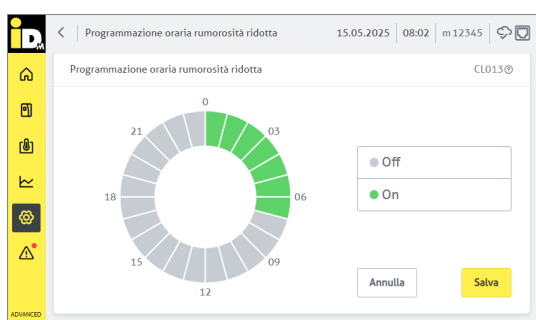 iDM
Programmazione oraria rumorosità ridotta
15.05.2025
08:02
m 12345
Programmazione oraria rumorosità ridotta
CL013
0
21
03
Off
18
06
On
15
09
12
Annulla
Salva
ADVANCED